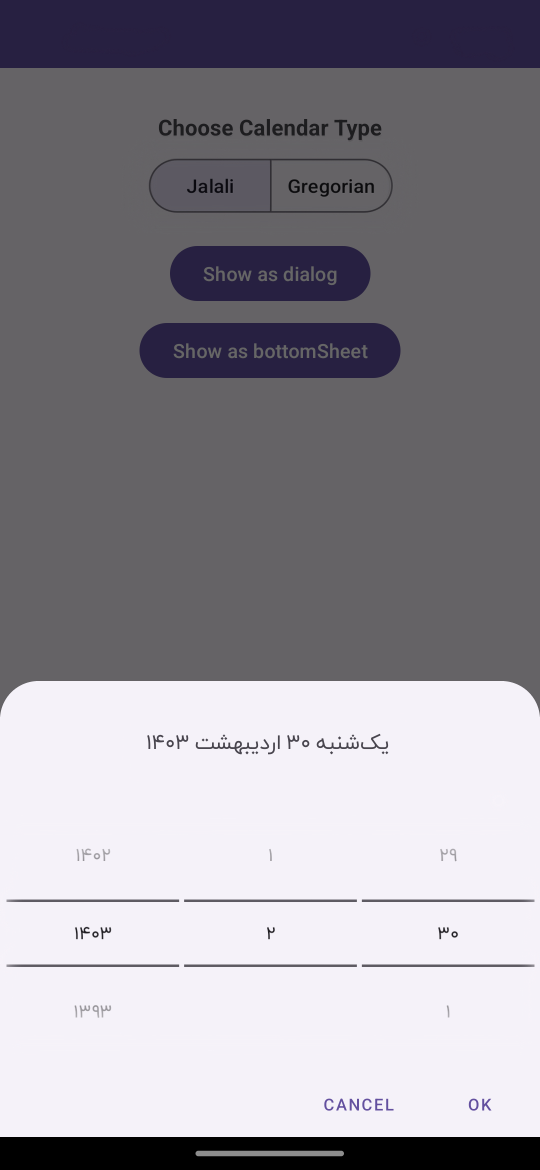 Choose Calendar Type
Jalali
Gregorian
Show as dialog
Show as bottomSheet
یک‌شنبه ۳۰ اردیبهشت ۱۴۰۳
۱۴۰۲ ۱ ۲۹
۱۴۰۳ ۲ ۳۰
۱۳۹۳ ۱
CANCEL OK